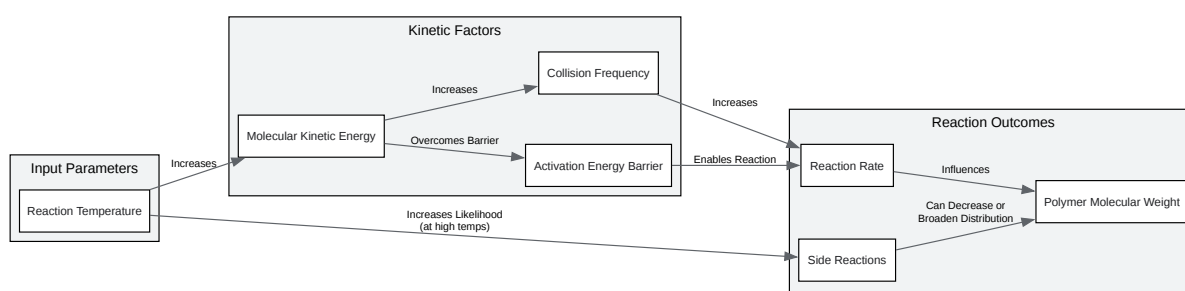 Kinetic Factors
Collision Frequency
Increases
Increases
Molecular Kinetic Energy
Overcomes Barrier
Activation Energy Barrier
Enables Reaction
Input Parameters
Increases
Reaction Temperature
Increases Likelihood
(at high temps)
Reaction Outcomes
Reaction Rate
Influences
Polymer Molecular Weight
Can Decrease or
Broaden Distribution
Side Reactions